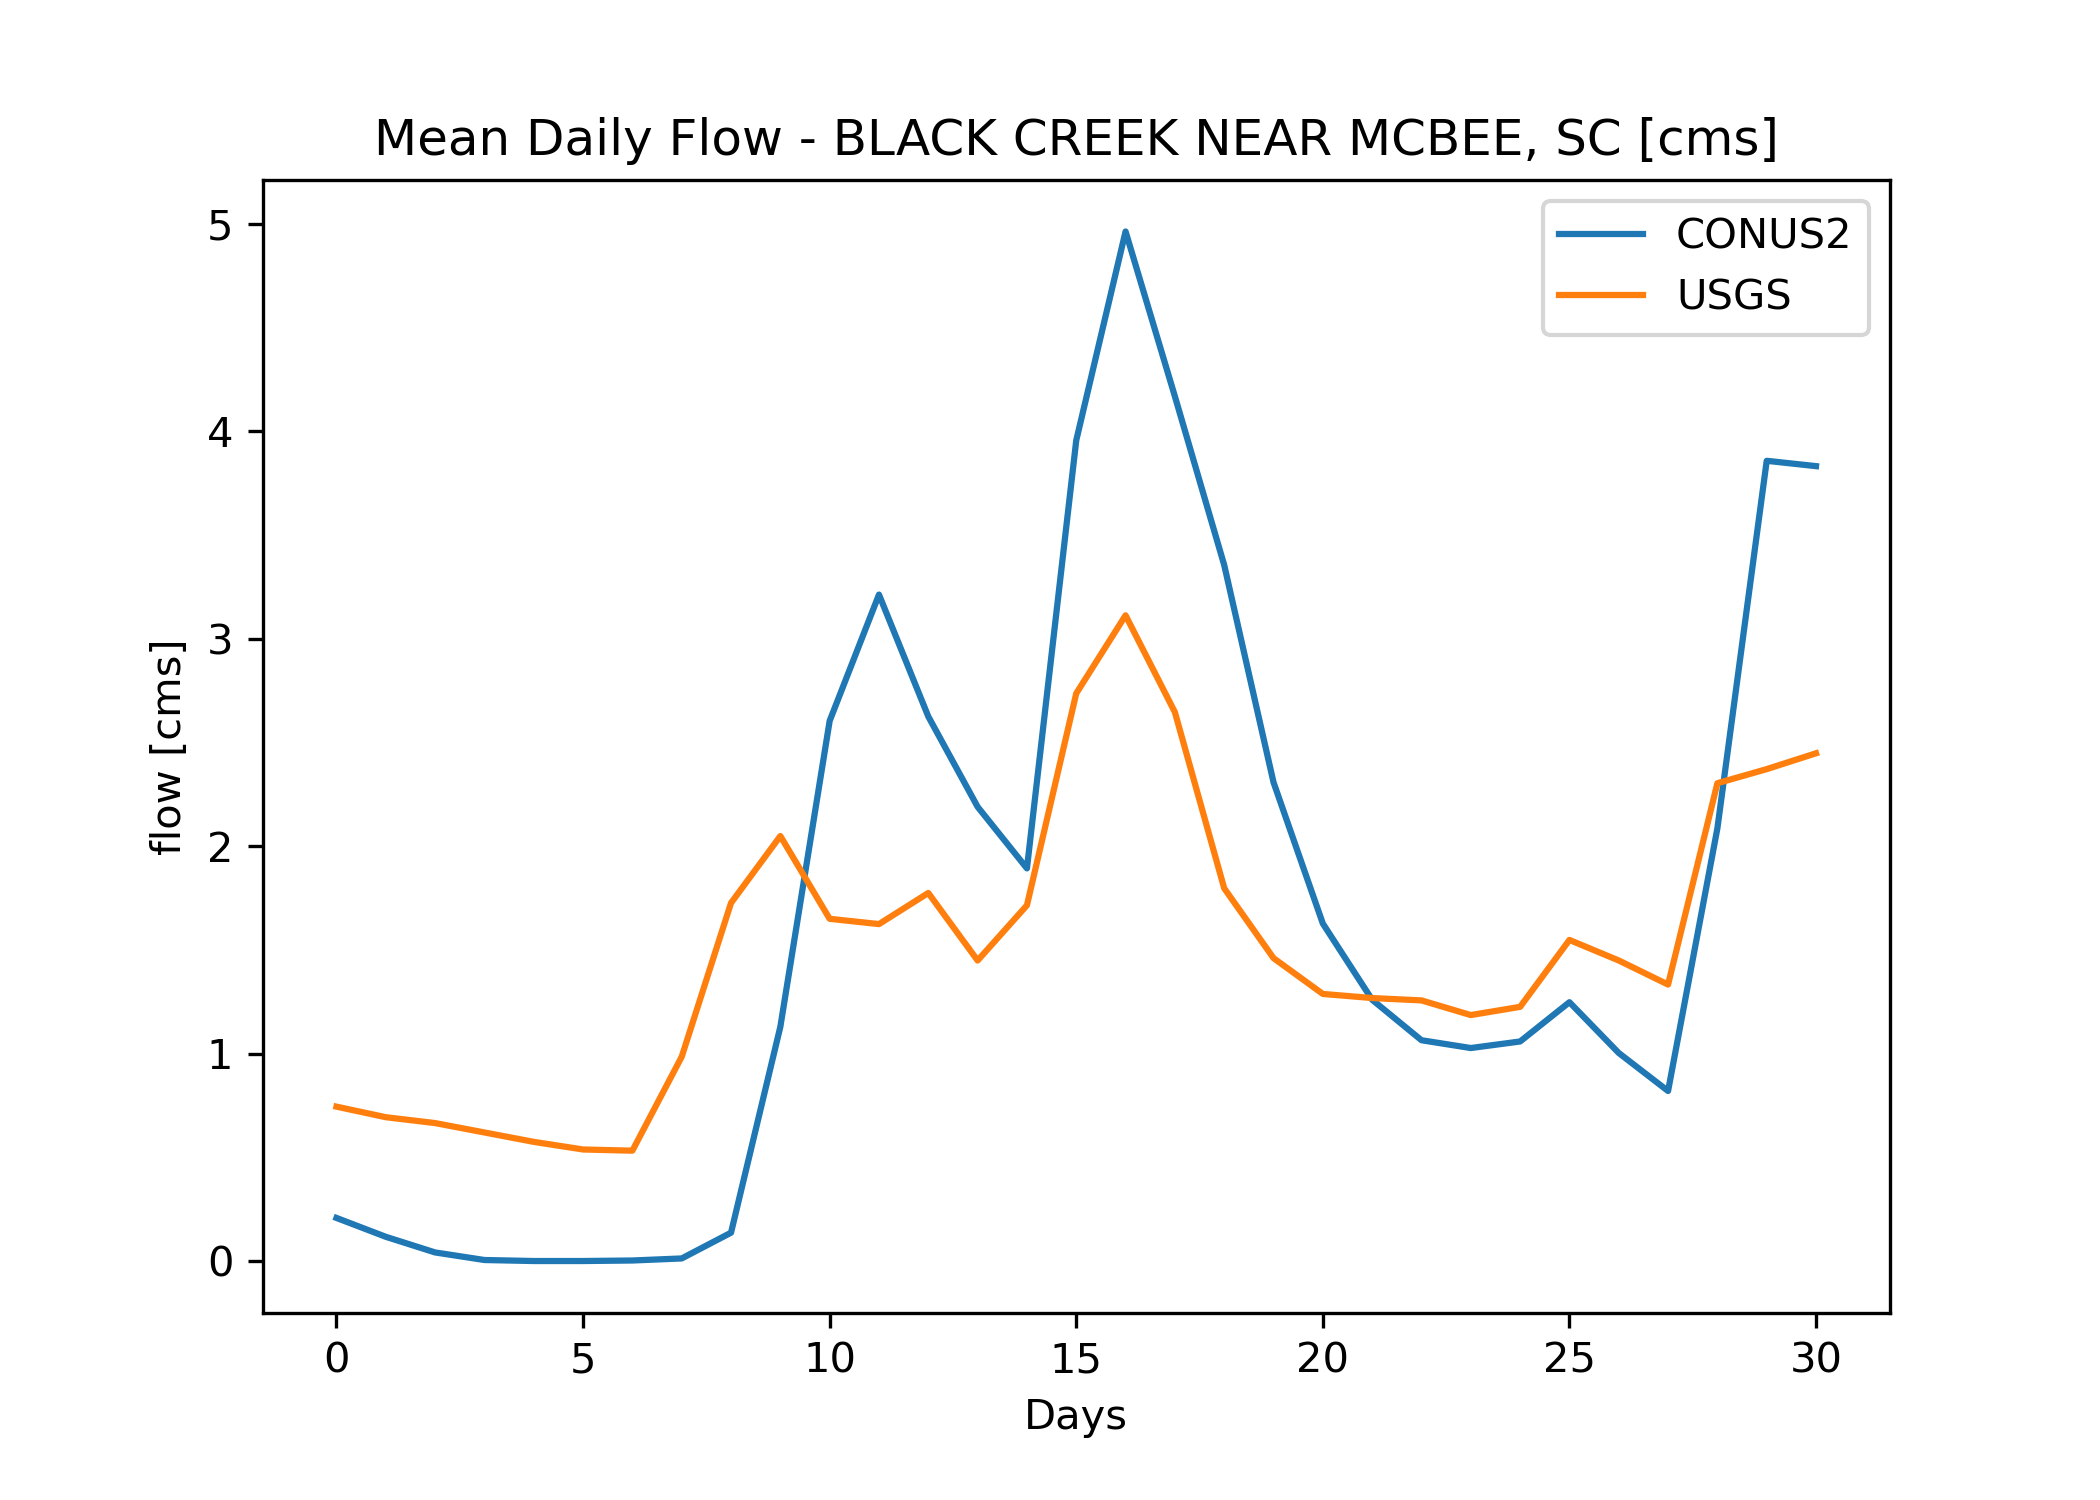 Mean Daily Flow - BLACK CREEK NEAR MCBEE, SC [cms]
CONUS2
USGS
flow [cms]
5
4
3
2
1
0
0 5 10 15 20 25 30
Days